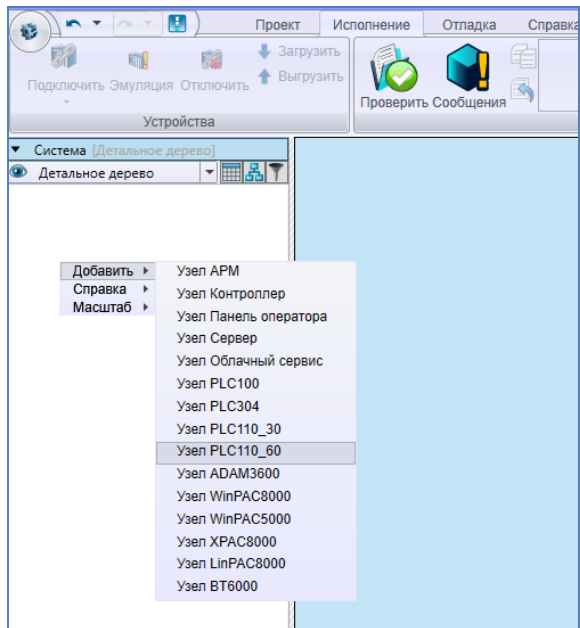 Проект Исполнение Отладка Справка
Загрузить
Выгрузить
Подключить Эмуляция Отключить
Проверить Сообщения
Устройства
Система [Детальное дерево]
Детальное дерево
Добавить
Справка
Масштаб
Узел АРМ
Узел Контроллер
Узел Панель оператора
Узел Сервер
Узел Облачный сервис
Узел PLC100
Узел PLC304
Узел PLC110_30
Узел PLC110_60
Узел ADAM3600
Узел WinPAC8000
Узел WinPAC5000
Узел XPAC8000
Узел LinPAC8000
Узел BT6000